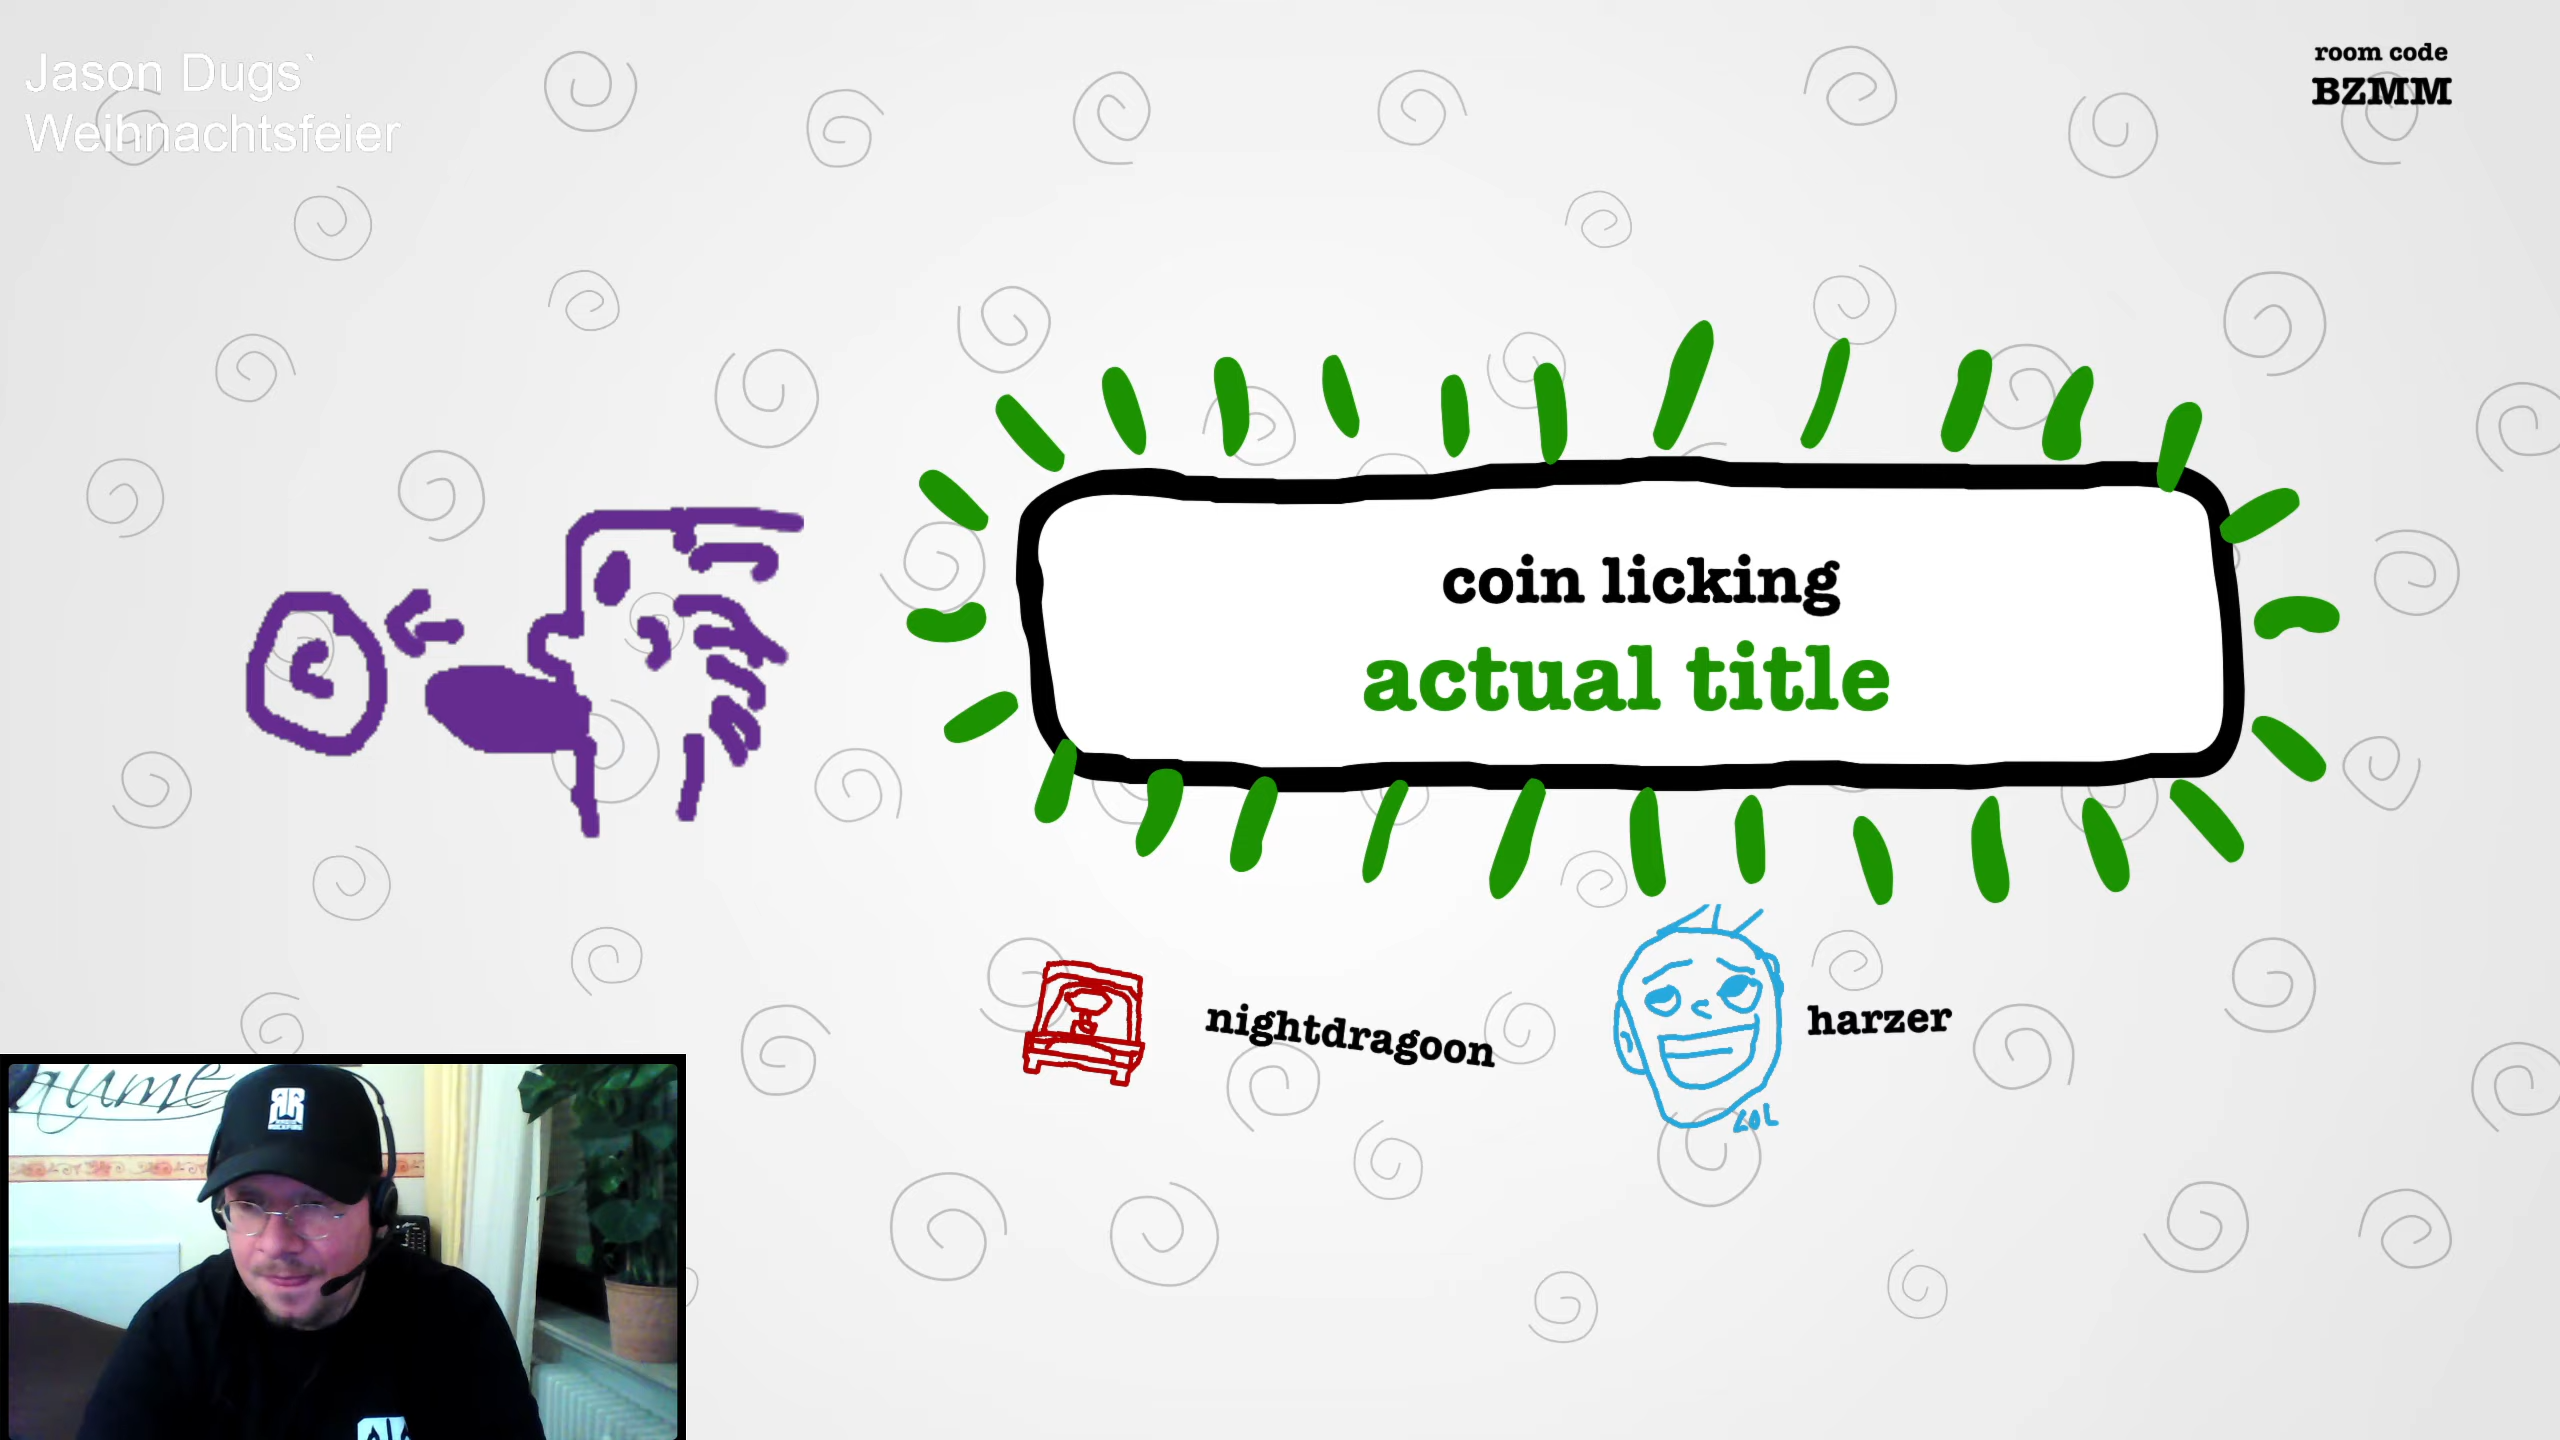 Jason Dugs`
Weihnachtsfeier
room code
BZMM
coin licking
actual title
nightdragoon
harzer
LOL